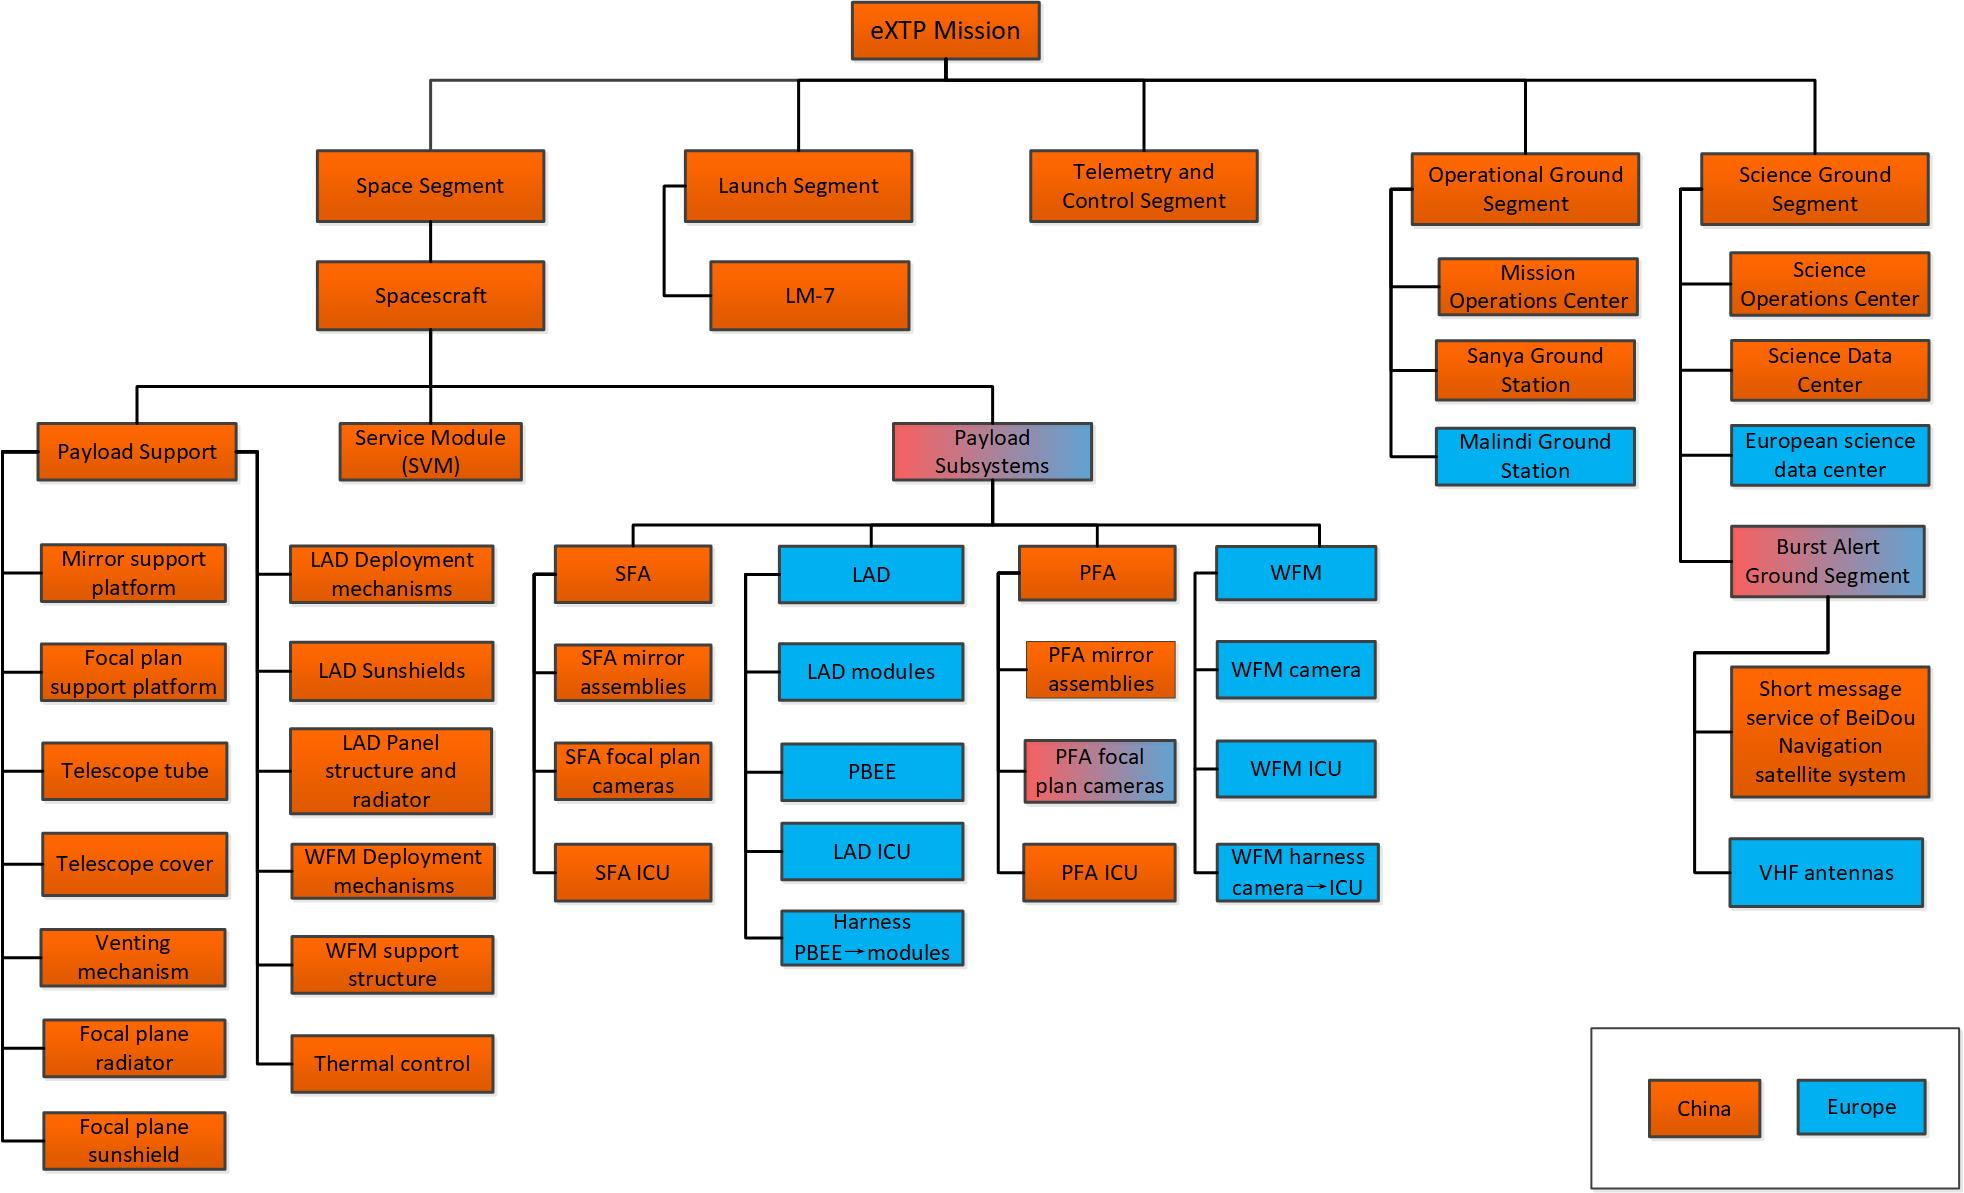 eXTP Mission
Space Segment
Launch Segment
Telemetry and
Control Segment
Operational Ground
Segment
Science Ground
Segment
Spacescraft
LM-7
Mission
Operations Center
Science
Operations Center
Sanya Ground
Station
Science Data
Center
Malindi Ground
Station
European science
data center
Payload Support
Service Module
(SVM)
Payload
Subsystems
Burst Alert
Ground Segment
Mirror support
platform
Focal plan
support platform
Telescope tube
Telescope cover
Venting
mechanism
Focal plane
radiator
Focal plane
sunshield
LAD Deployment
mechanisms
LAD Sunshields
LAD Panel
structure and
radiator
WFM Deployment
mechanisms
WFM support
structure
Thermal control
SFA
SFA mirror
assemblies
SFA focal plan
cameras
SFA ICU
LAD
LAD modules
PBEE
LAD ICU
Harness
PBEE→modules
PFA
PFA mirror
assemblies
PFA focal
plan cameras
PFA ICU
WFM
WFM camera
WFM ICU
WFM harness
camera→ICU
Short message
service of BeiDou
Navigation
satellite system
VHF antennas
China
Europe